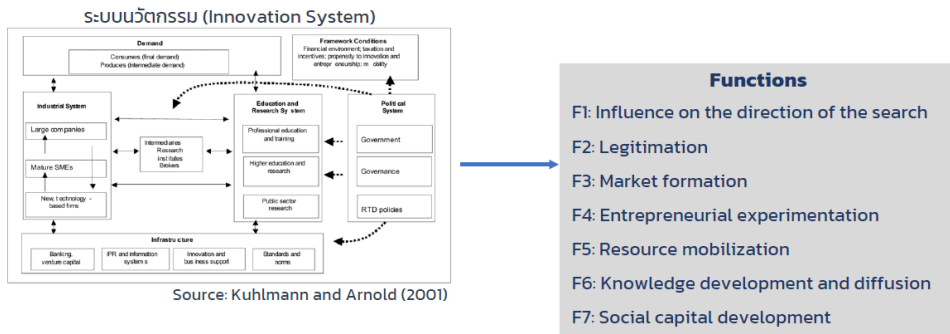 ระบบนวัตกรรม (Innovation System)
Demand
Consumers (final demand)
Producers (intermediate demand)
Framework Conditions
Financial environment; taxation and
incentives; propensity to innovation and
entrepreneurship; mobility
Industrial System
Large companies
Mature SMEs
New, technology-
based firms
Intermediaries
Research
institutes
Brokers
Education and
Research System
Professional education
and training
Higher education and
research
Public sector
research
Political
System
Government
Governance
RTD policies
Infrastructure
Banking,
venture capital
IPR and information
systems
Innovation and
business support
Standards and
norms
Source: Kuhlmann and Arnold (2001)
Functions
F1: Influence on the direction of the search
F2: Legitimation
F3: Market formation
F4: Entrepreneurial experimentation
F5: Resource mobilization
F6: Knowledge development and diffusion
F7: Social capital development